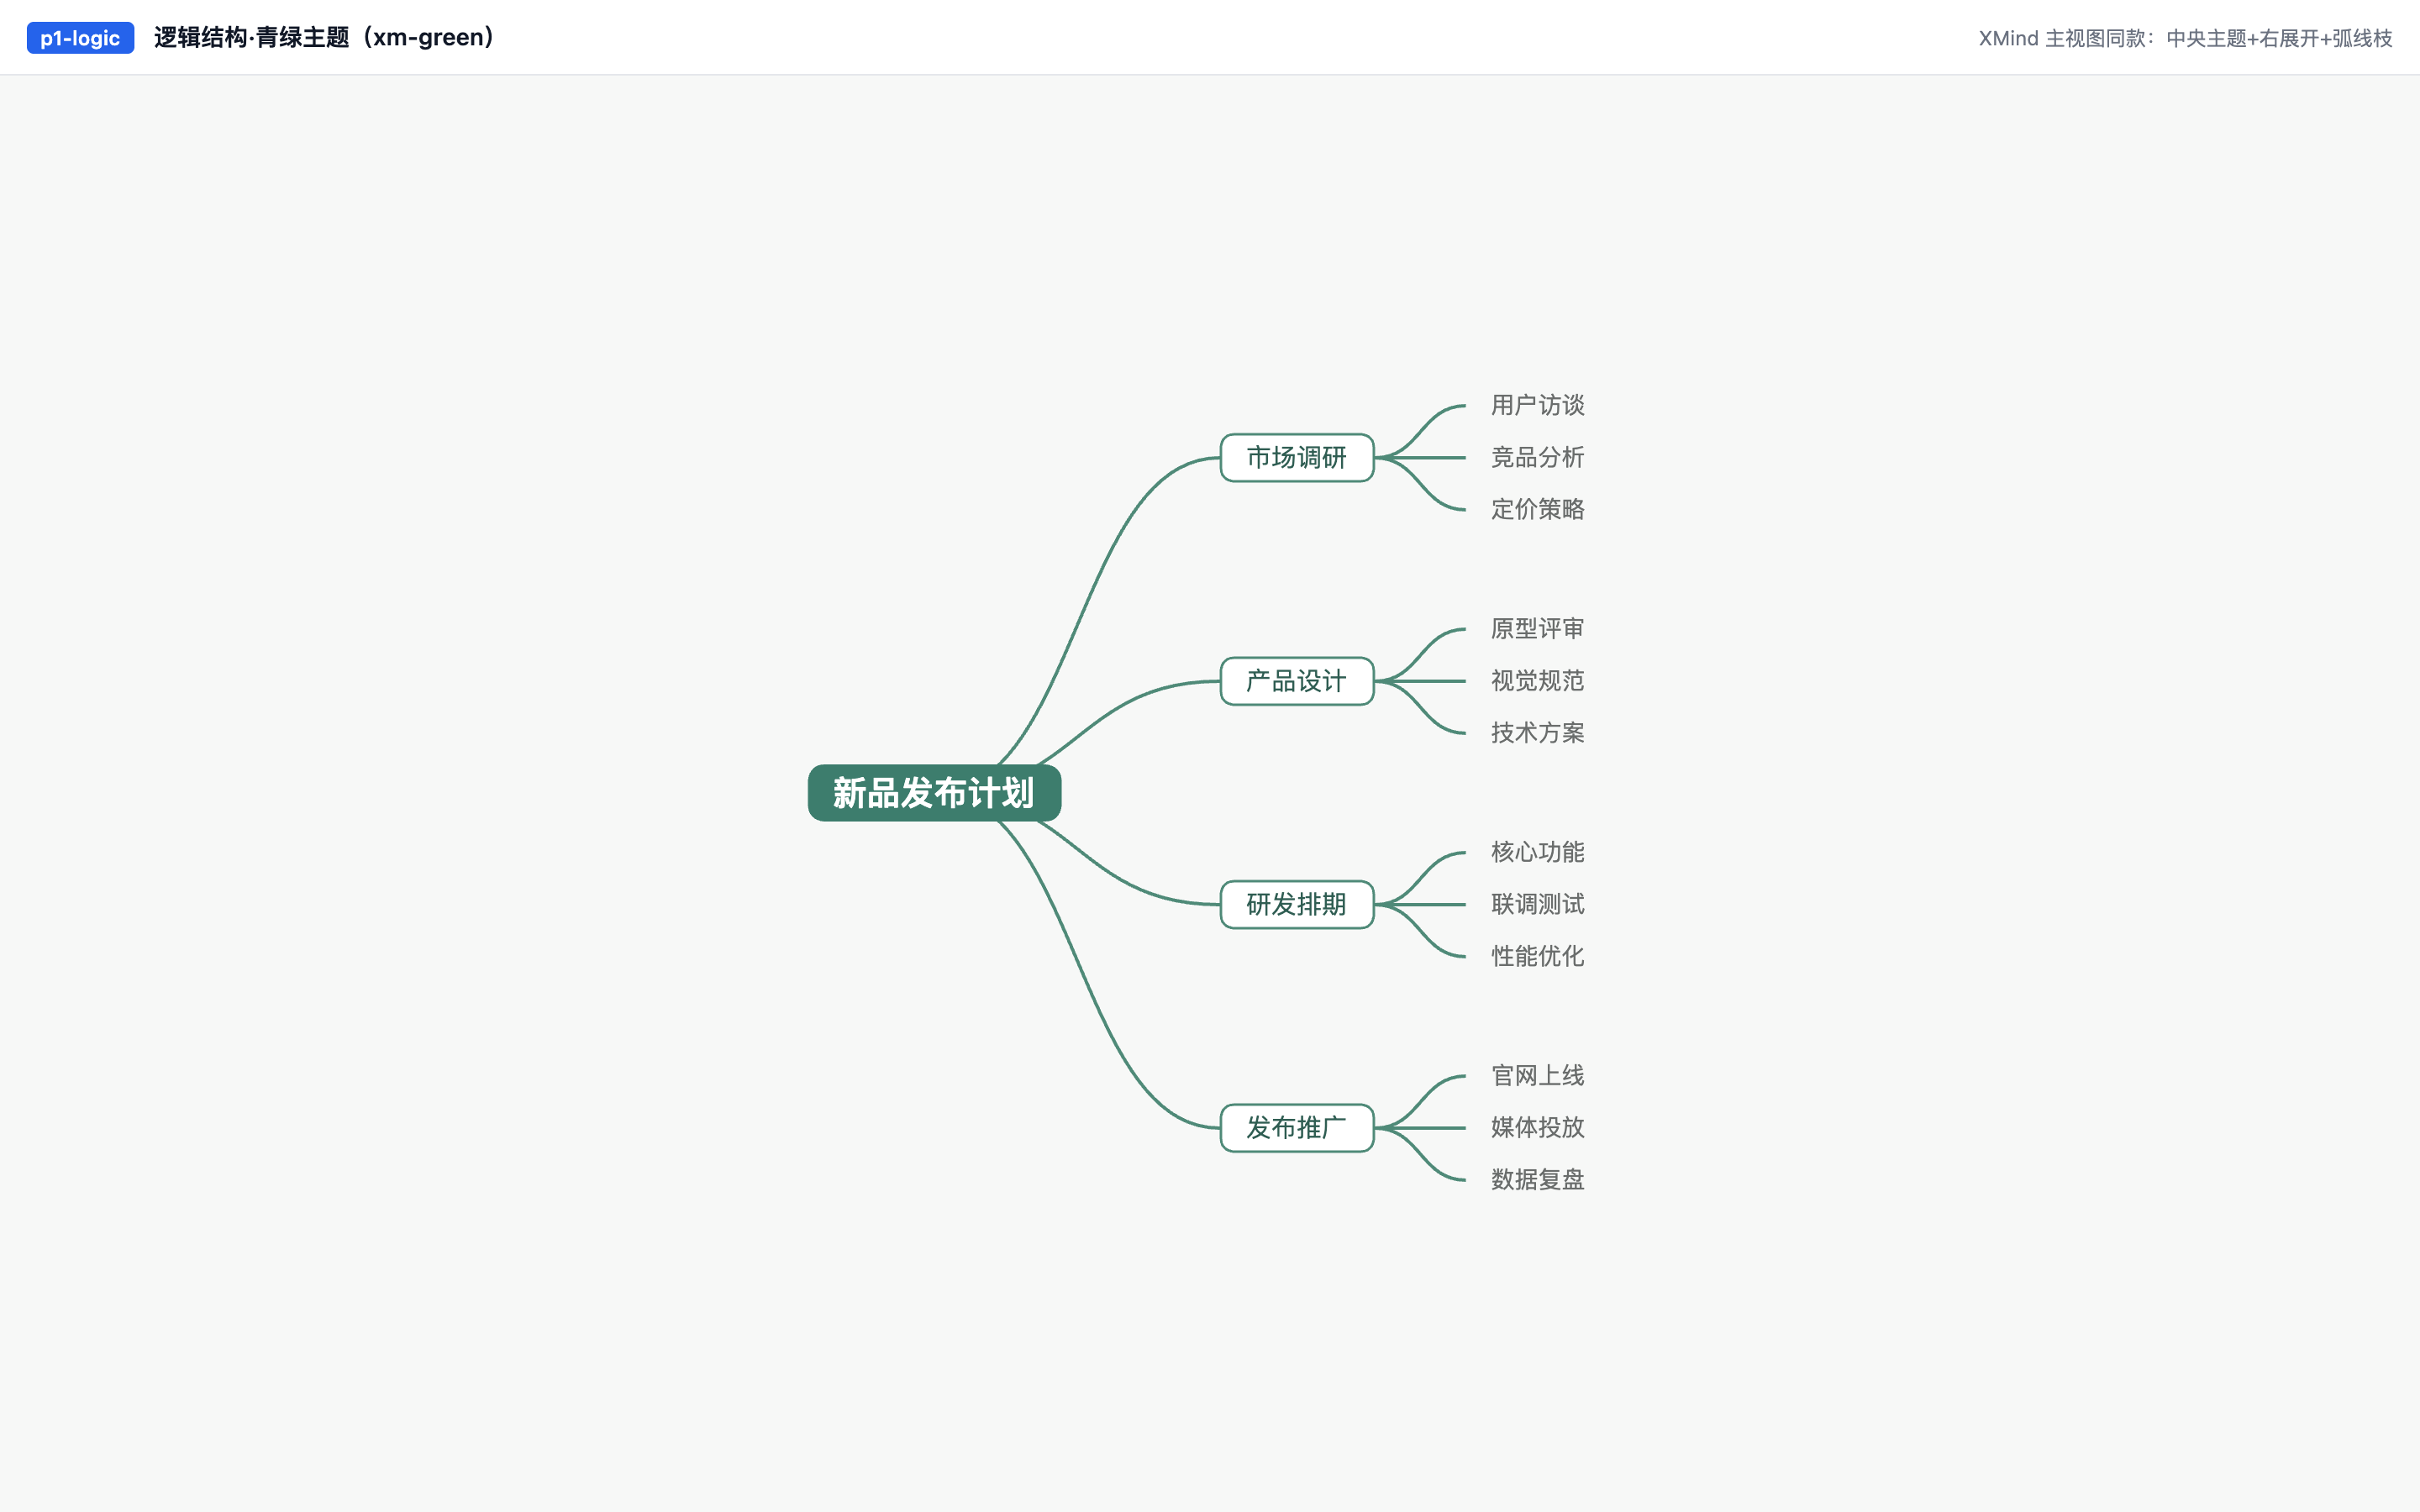 p1-logic
逻辑结构·青绿主题（xm-green）
XMind 主视图同款：中央主题+右展开+弧线枝
新品发布计划
市场调研
用户访谈
竞品分析
定价策略
产品设计
原型评审
视觉规范
技术方案
研发排期
核心功能
联调测试
性能优化
发布推广
官网上线
媒体投放
数据复盘